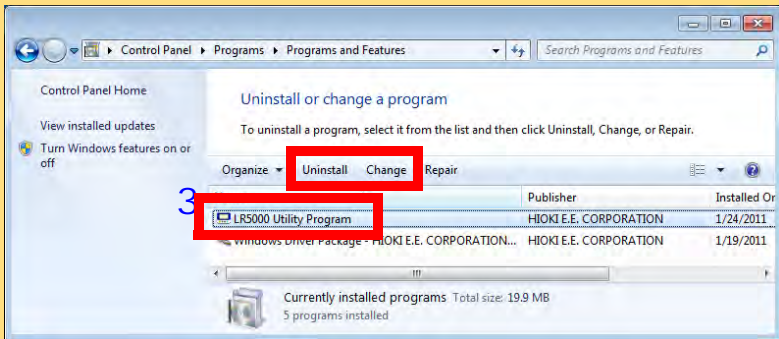 Control Panel ▸ Programs ▸ Programs and Features
Search Programs and Features
Control Panel Home
View installed updates
Turn Windows features on or
off
Uninstall or change a program
To uninstall a program, select it from the list and then click Uninstall, Change, or Repair.
Organize Uninstall Change Repair
3
Publisher Installed Or
LR5000 Utility Program HIOKI E.E. CORPORATION 1/24/2011
Windows Driver Package - HIOKI E.E. CORPORATION... HIOKI E.E. CORPORATION 1/19/2011
Currently installed programs Total size: 19.9 MB
5 programs installed